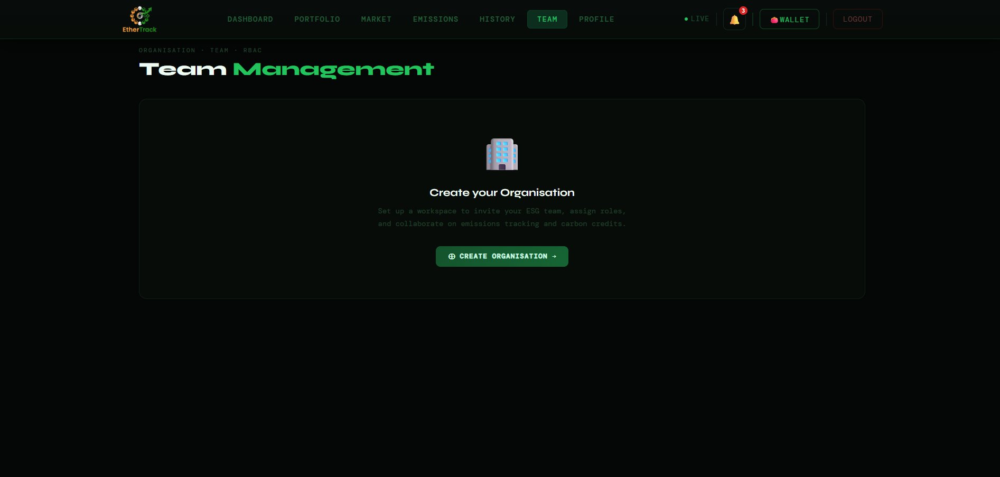 EtherTrack
DASHBOARD PORTFOLIO MARKET EMISSIONS HISTORY TEAM PROFILE LIVE 3 WALLET LOGOUT
ORGANISATION · TEAM · RBAC
Team Management
Create your Organisation
Set up a workspace to invite your ESG team, assign roles,
and collaborate on emissions tracking and carbon credits.
CREATE ORGANISATION →